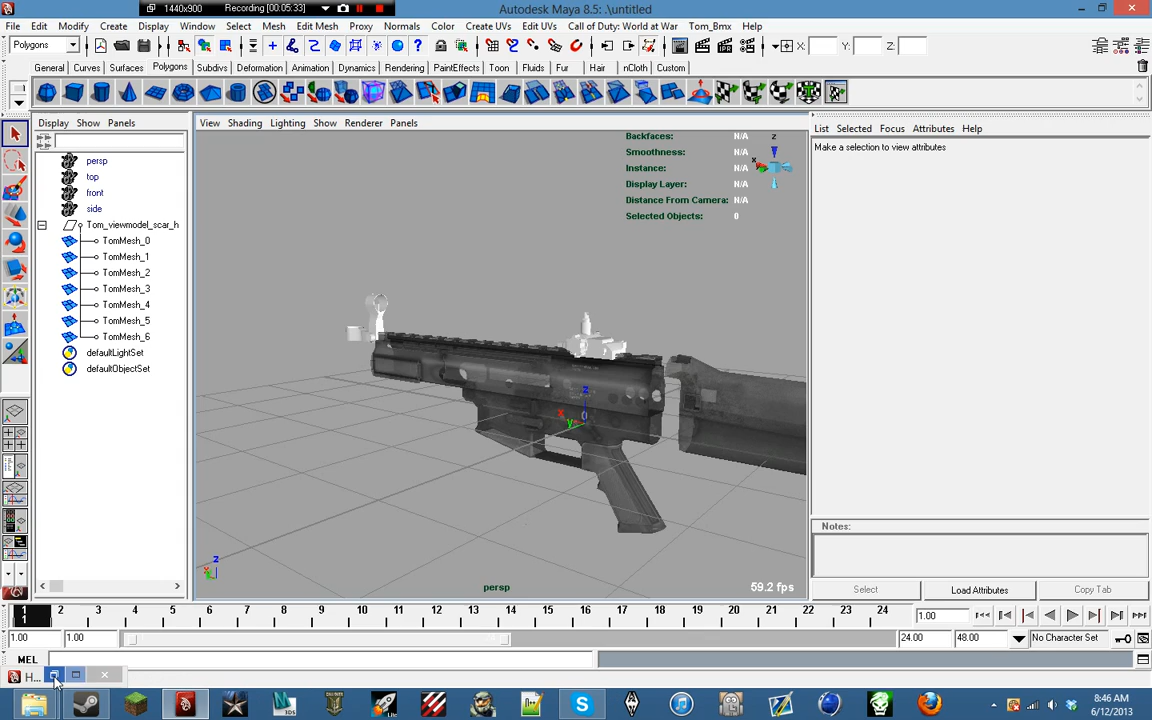 1440x900
Recording [00:05:33]
Autodesk Maya 8.5: .\untitled
File Edit Modify Create Display Window Select Mesh Edit Mesh Proxy Normals Color Create UVs Edit UVs Call of Duty: World at War Tom_Bmx Help
Polygons X: Y: Z:
General Curves Surfaces Polygons Subdivs Deformation Animation Dynamics Rendering PaintEffects Toon Fluids Fur Hair nCloth Custom
Display Show Panels
View Shading Lighting Show Renderer Panels
List Selected Focus Attributes Help
Make a selection to view attributes
Backfaces: N/A
Smoothness: N/A
Instance: N/A
Display Layer: N/A
Distance From Camera: N/A
Selected Objects: 0
z
x
persp
top
front
side
Tom_viewmodel_scar_h
TomMesh_0
TomMesh_1
TomMesh_2
TomMesh_3
TomMesh_4
TomMesh_5
TomMesh_6
defaultLightSet
defaultObjectSet
z
x
y
z
persp
59.2 fps
Notes:
Select Load Attributes Copy Tab
1 2 3 4 5 6 7 8 9 10 11 12 13 14 15 16 17 18 19 20 21 22 23 24
1
1.00
1.00 1.00 24.00 48.00 No Character Set
MEL
H...
8:46 AM
6/12/2013